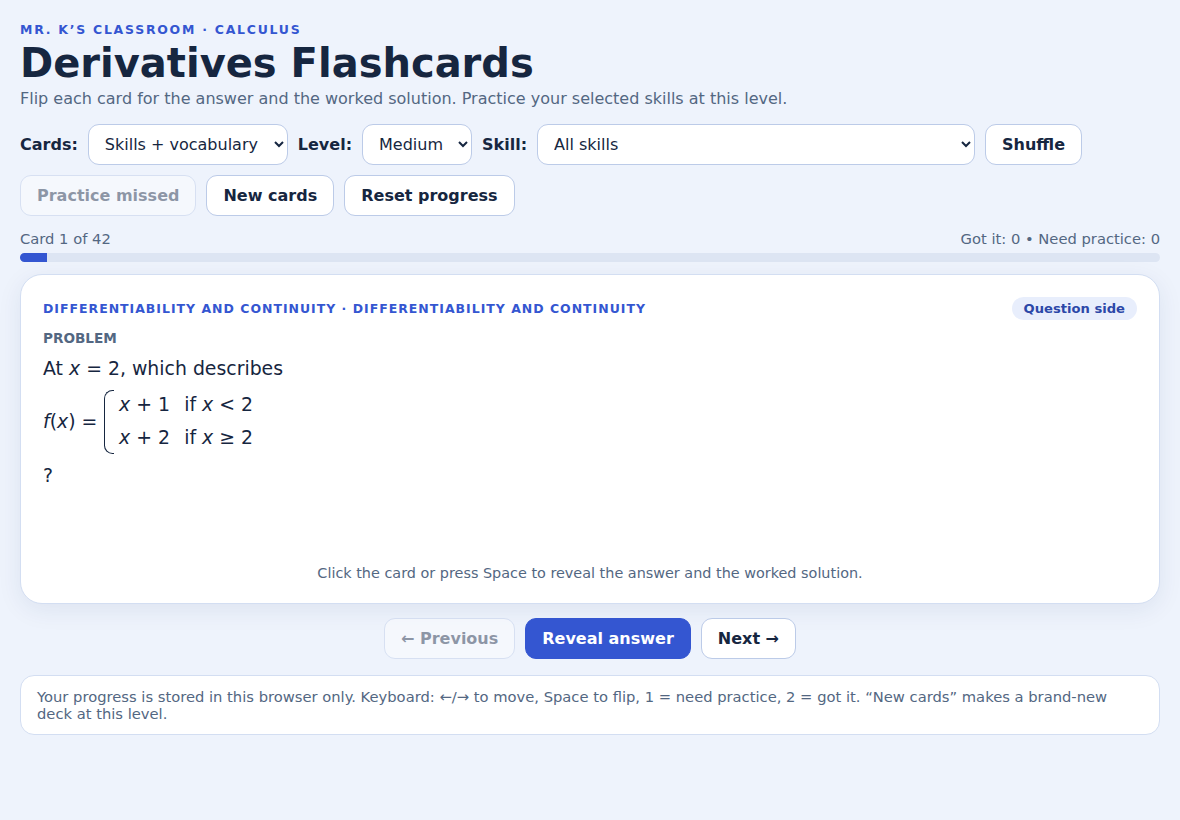 MR. K’S CLASSROOM · CALCULUS
Derivatives Flashcards
Flip each card for the answer and the worked solution. Practice your selected skills at this level.
Cards: Skills + vocabulary Level: Medium Skill: All skills Shuffle
Practice missed New cards Reset progress
Card 1 of 42 Got it: 0 • Need practice: 0
DIFFERENTIABILITY AND CONTINUITY · DIFFERENTIABILITY AND CONTINUITY Question side
PROBLEM
At x = 2, which describes
f(x) = { x + 1 if x < 2
x + 2 if x ≥ 2
?
Click the card or press Space to reveal the answer and the worked solution.
← Previous Reveal answer Next →
Your progress is stored in this browser only. Keyboard: ←/→ to move, Space to flip, 1 = need practice, 2 = got it. “New cards” makes a brand-new
deck at this level.